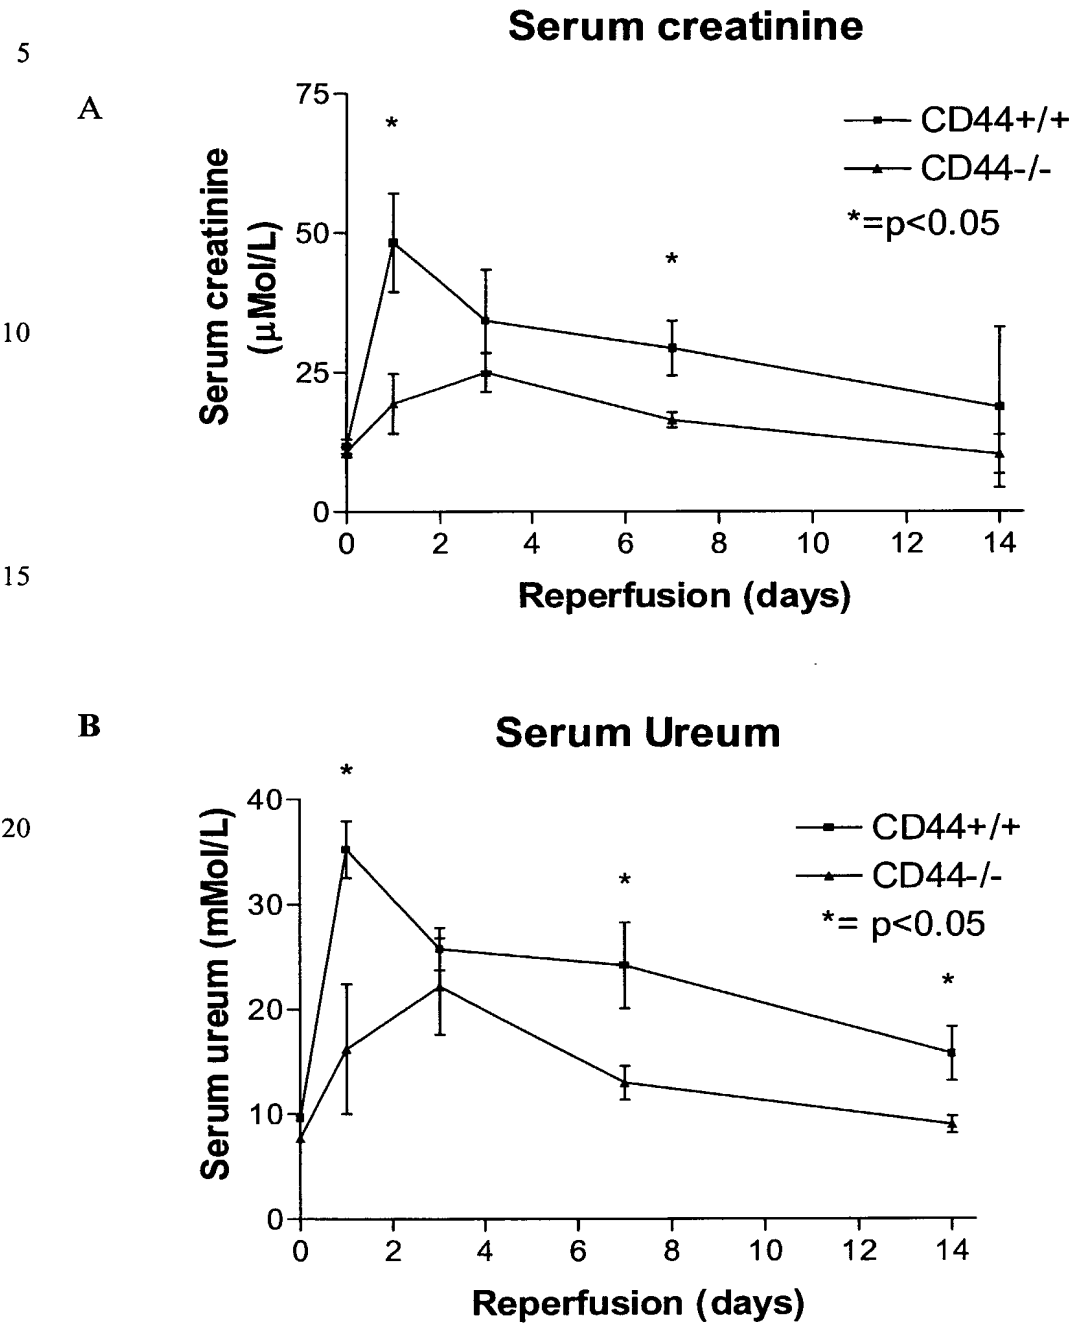 Serum creatinine
5
A
75
*
CD44+/+
CD44-/-
*=p<0.05
50
*
Serum creatinine
(μMol/L)
10
25
0
0 2 4 6 8 10 12 14
15
Reperfusion (days)
B
Serum Ureum
*
40
20
CD44+/+
CD44-/-
*= p<0.05
*
30
*
Serum ureum (mMol/L)
20
10
0
0 2 4 6 8 10 12 14
Reperfusion (days)